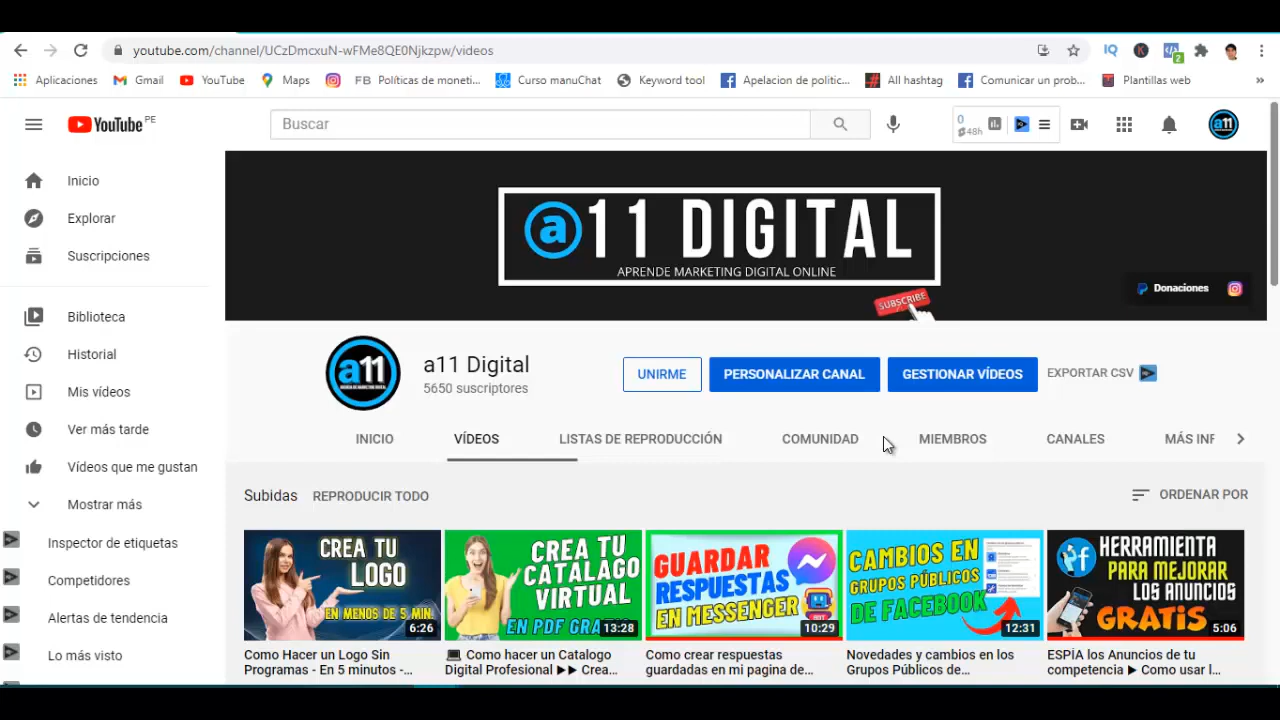 youtube.com/channel/UCzDmcxuN-wFMe8QE0Njkzpw/videos
IQ
2
Aplicaciones
Gmail
YouTube
Maps
FB Políticas de moneti...
Curso manuChat
Keyword tool
Apelacion de politic...
All hashtag
Comunicar un prob...
Plantillas web
»
YouTube PE
Buscar
0
48h
a11
Inicio
Explorar
Suscripciones
Biblioteca
Historial
Mis vídeos
Ver más tarde
Vídeos que me gustan
Mostrar más
Inspector de etiquetas
Competidores
Alertas de tendencia
Lo más visto
@11 DIGITAL
APRENDE MARKETING DIGITAL ONLINE
SUBSCRIBE
Donaciones
a11
a11 Digital
5650 suscriptores
UNIRME
PERSONALIZAR CANAL
GESTIONAR VÍDEOS
EXPORTAR CSV
INICIO
VÍDEOS
LISTAS DE REPRODUCCIÓN
COMUNIDAD
MIEMBROS
CANALES
MÁS INF
Subidas
REPRODUCIR TODO
ORDENAR POR
CREA TU
LOGO
EN MENOS DE 5 MIN.
6:26
Como Hacer un Logo Sin
Programas - En 5 minutos -...
CREA TU
CATALAGO
VIRTUAL
EN PDF GRA
13:28
Como hacer un Catalogo
Digital Profesional ▶▶ Crea...
GUARDAR
RESPUESTAS
EN MESSENGER
BOT
10:29
Como crear respuestas
guardadas en mi pagina de...
CAMBIOS EN
GRUPOS PÚBLICOS
DE FACEBOOK
12:31
Novedades y cambios en los
Grupos Públicos de...
HERRAMIENTA
PARA MEJORAR
LOS ANUNCIOS
GRATIS
5:06
ESPÍA los Anuncios de tu
competencia ▶ Como usar l...